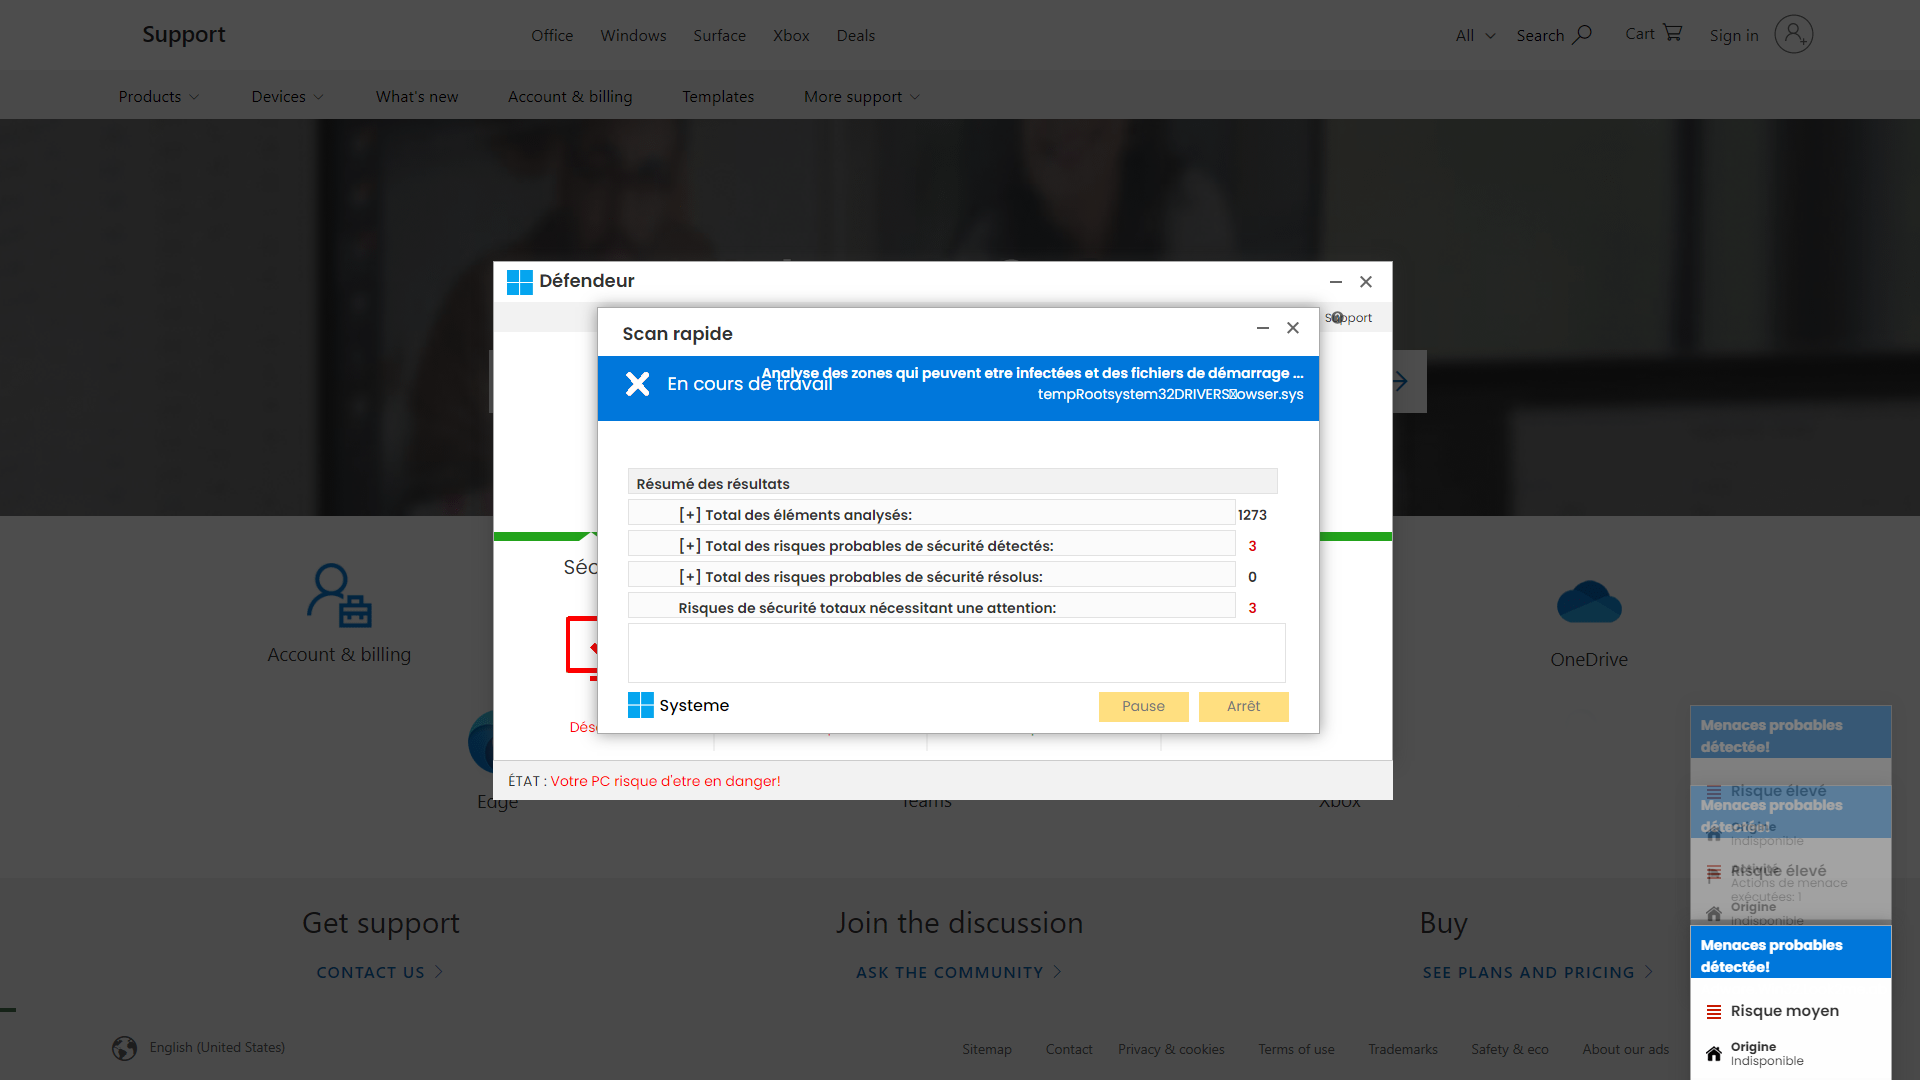 Support
Office
Windows
Surface
Xbox
Deals
All
Search
Cart
Sign in
Products
Devices
What's new
Account & billing
Templates
More support
Défendeur
Support
Scan rapide
En cours de travail
Analyse des zones qui peuvent etre infectées et des fichiers de démarrage ...
Résumé des résultats
[+] Total des éléments analysés: 1273
[+] Total des risques probables de sécurité détectés: 3
[+] Total des risques probables de sécurité résolus: 0
Risques de sécurité totaux nécessitant une attention: 3
Systeme
Pause
Arrêt
ÉTAT : Votre PC risque d'etre en danger!
Account & billing
OneDrive
Edge
Teams
Xbox
Menaces probables
détectée!
Risque élevé
Menaces probables
détectée!
Origine
Indisponible
Risque élevé
Activité
Actions de menace
exécutées: 1
Origine
Indisponible
Menaces probables
détectée!
Risque moyen
Origine
Indisponible
Get support
CONTACT US
Join the discussion
ASK THE COMMUNITY
Buy
SEE PLANS AND PRICING
English (United States)
Sitemap
Contact
Privacy & cookies
Terms of use
Trademarks
Safety & eco
About our ads